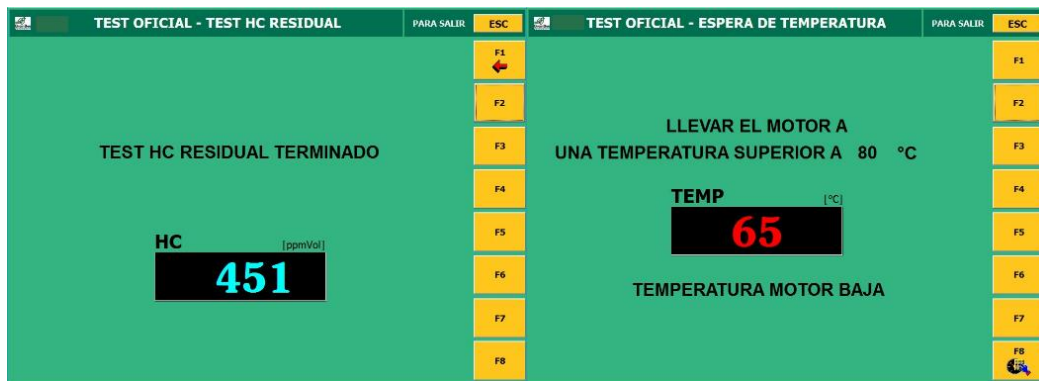 TEST OFICIAL - TEST HC RESIDUAL
PARA SALIR
ESC
F1
F2
TEST HC RESIDUAL TERMINADO
F3
F4
HC
[ppmVol]
F5
451
F6
F7
F8
TEST OFICIAL - ESPERA DE TEMPERATURA
PARA SALIR
ESC
F1
F2
LLEVAR EL MOTOR A
UNA TEMPERATURA SUPERIOR A 80 °C
F3
TEMP
[°C]
F4
65
F5
TEMPERATURA MOTOR BAJA
F6
F7
F8